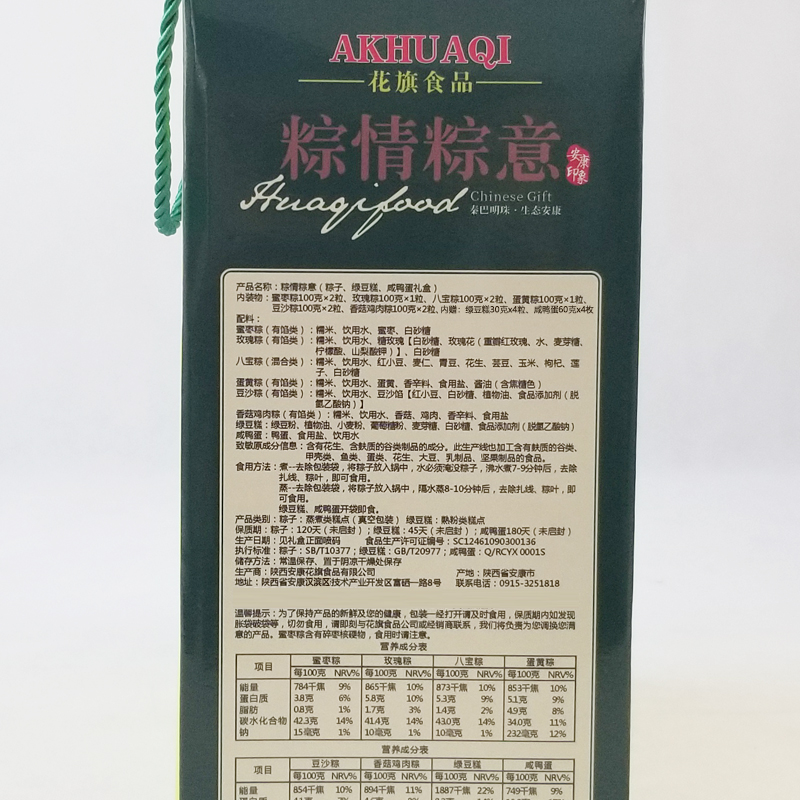 AKHUAQI
花旗食品
粽情粽意
安康印象
Huaqifood
Chinese Gift
秦巴明珠·生态安康
产品名称：粽情粽意（粽子、绿豆糕、咸鸭蛋礼盒）
内装物：蜜枣粽100克×2粒、玫瑰粽100克×1粒、八宝粽100克×2粒、蛋黄粽100克×1粒、
豆沙粽100克×2粒、香菇鸡肉粽100克×2粒，内赠：绿豆糕30克x4粒、咸鸭蛋60克x4枚
配料：
蜜枣粽（有馅类）：糯米、饮用水、蜜枣、白砂糖
玫瑰粽（有馅类）：糯米、饮用水、糖玫瑰【白砂糖、玫瑰花（重瓣红玫瑰、水、麦芽糖、
柠檬酸、山梨酸钾）】、白砂糖
八宝粽（混合类）：糯米、饮用水、红小豆、麦仁、青豆、花生、芸豆、玉米、枸杞、莲
子、白砂糖
蛋黄粽（有馅类）：糯米、饮用水、蛋黄、香辛料、食用盐、酱油（含焦糖色）
豆沙粽（有馅类）：糯米、饮用水、豆沙馅【红小豆、白砂糖、植物油、食品添加剂（脱
氢乙酸钠）】
香菇鸡肉粽（有馅类）：糯米、饮用水、香菇、鸡肉、香辛料、食用盐
绿豆糕：绿豆粉、植物油、小麦粉、葡萄糖粉、麦芽糖、白砂糖、食品添加剂（脱氢乙酸钠）
咸鸭蛋：鸭蛋、食用盐、饮用水
致敏原成分信息：含有花生、含麸质的谷类制品的成分。此生产线也加工含有麸质的谷类、
甲壳类、鱼类、蛋类、花生、大豆、乳制品、坚果制品的食品。
食用方法：煮--去除包装袋，将粽子放入锅中，水必须淹没粽子，沸水煮7-9分钟后，去除
扎线、粽叶，即可食用。
蒸--去除包装袋，将粽子放入锅中，隔水蒸8-10分钟后，去除扎线、粽叶，即
可食用。
绿豆糕、咸鸭蛋开袋即食。
产品类别：粽子：蒸煮类糕点（真空包装） 绿豆糕：熟粉类糕点
保质期：粽子：120天（未启封）；绿豆糕：45天（未启封）；咸鸭蛋180天（未启封）
生产日期：见礼盒正面喷码 食品生产许可证编号：SC12461090300136
执行标准：粽子：SB/T10377；绿豆糕：GB/T20977；咸鸭蛋：Q/RCYX 0001S
储存方法：常温保存、置于阴凉干燥处保存
生产商：陕西安康花旗食品有限公司 产地：陕西省安康市
地址：陕西省安康汉滨区技术产业开发区富硒一路8号 联系电话：0915-3251818
温馨提示：为了保持产品的新鲜及您的健康，包装一经打开请及时食用，保质期内如发现
胀袋破袋等，切勿食用，请即刻与花旗食品公司或经销商联系，我们将负责为您调换您满
意的产品。蜜枣粽含有碎枣核硬物，食用时请注意。
营养成分表
项目 蜜枣粽 玫瑰粽 八宝粽 蛋黄粽
每100克 NRV% 每100克 NRV% 每100克 NRV% 每100克 NRV%
能量 784千焦 9% 865千焦 10% 873千焦 10% 853千焦 10%
蛋白质 3.8克 6% 5.8克 10% 5.3克 9% 5.1克 9%
脂肪 0.8克 1% 1.7克 3% 1.4克 2% 4.9克 8%
碳水化合物 42.3克 14% 41.4克 14% 43.0克 14% 34.0克 11%
钠 15毫克 1% 10毫克 1% 10毫克 1% 232毫克 12%
营养成分表
项目 豆沙粽 香菇鸡肉粽 绿豆糕 咸鸭蛋
每100克 NRV% 每100克 NRV% 每100克 NRV% 每100克 NRV%
能量 854千焦 10% 894千焦 11% 1887千焦 22% 749千焦 9%